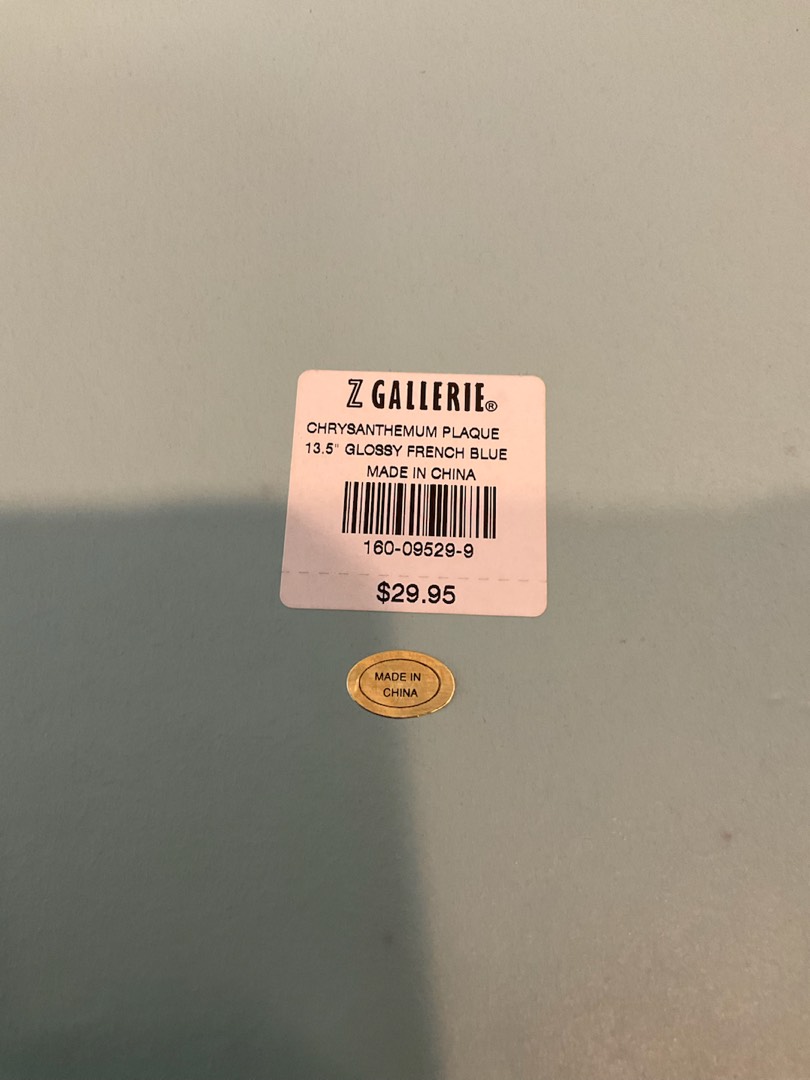 Z GALLERIE®
CHRYSANTHEMUM PLAQUE
13.5" GLOSSY FRENCH BLUE
MADE IN CHINA
160-09529-9
$29.95
MADE IN
CHINA